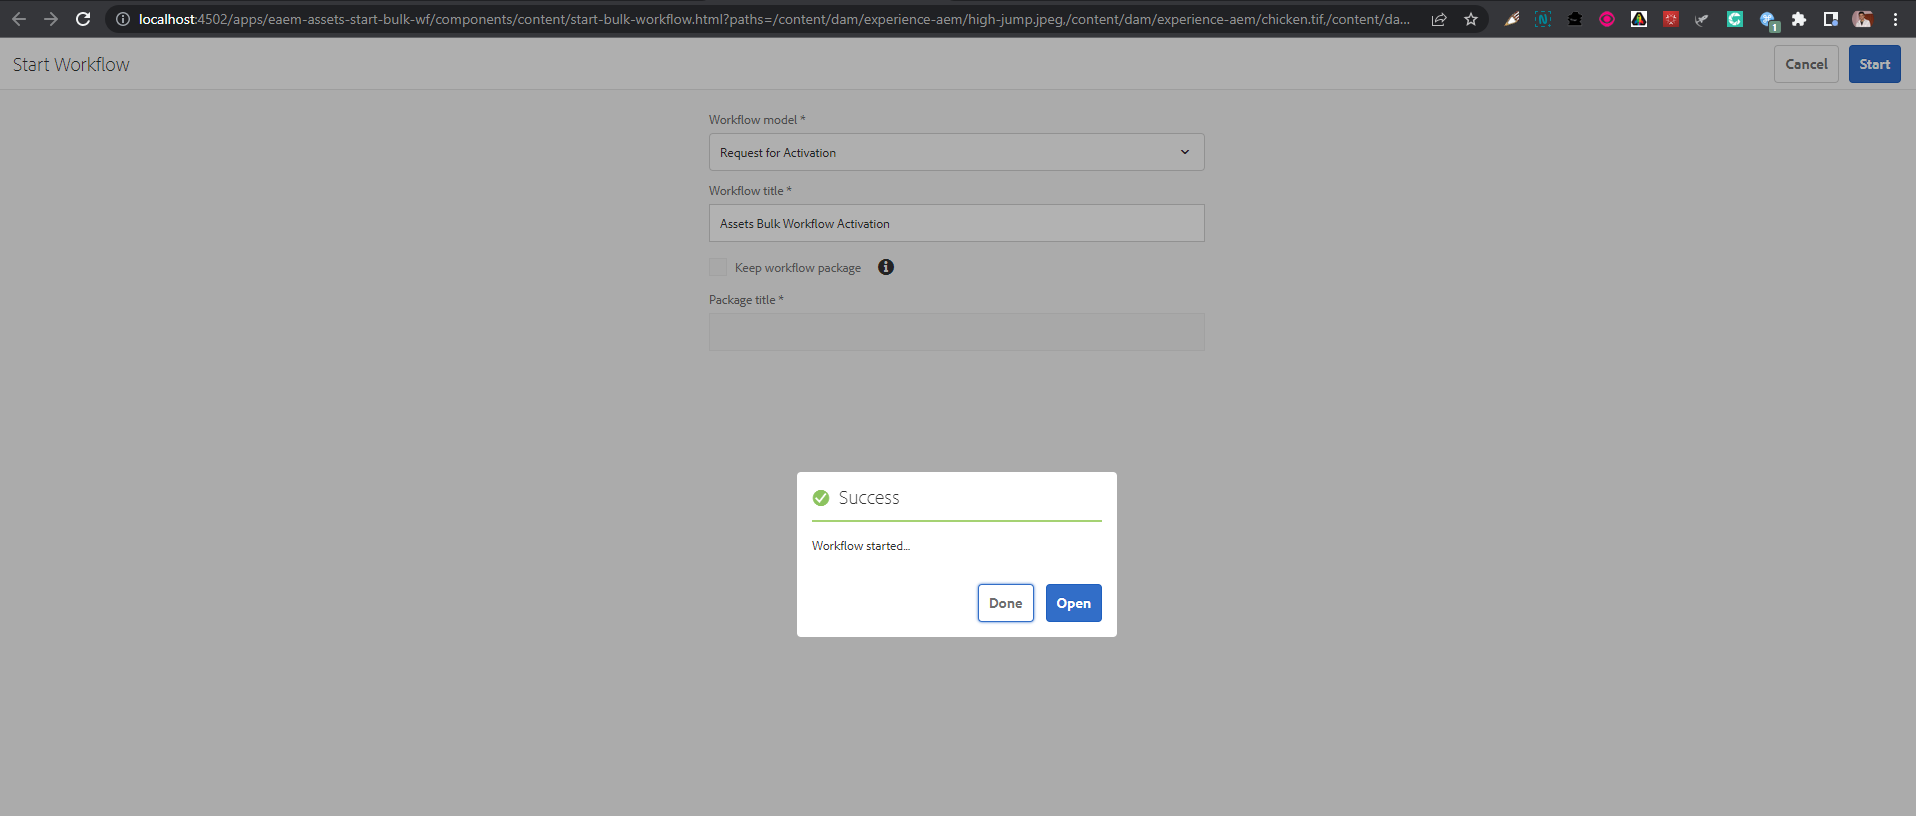 localhost:4502/apps/eaem-assets-start-bulk-wf/components/content/start-bulk-workflow.html?paths=/content/dam/experience-aem/high-jump.jpeg,/content/dam/experience-aem/chicken.tif,/content/da...
Start Workflow
Cancel
Start
Workflow model *
Request for Activation
Workflow title *
Assets Bulk Workflow Activation
Keep workflow package
Package title *
Success
Workflow started...
Done
Open